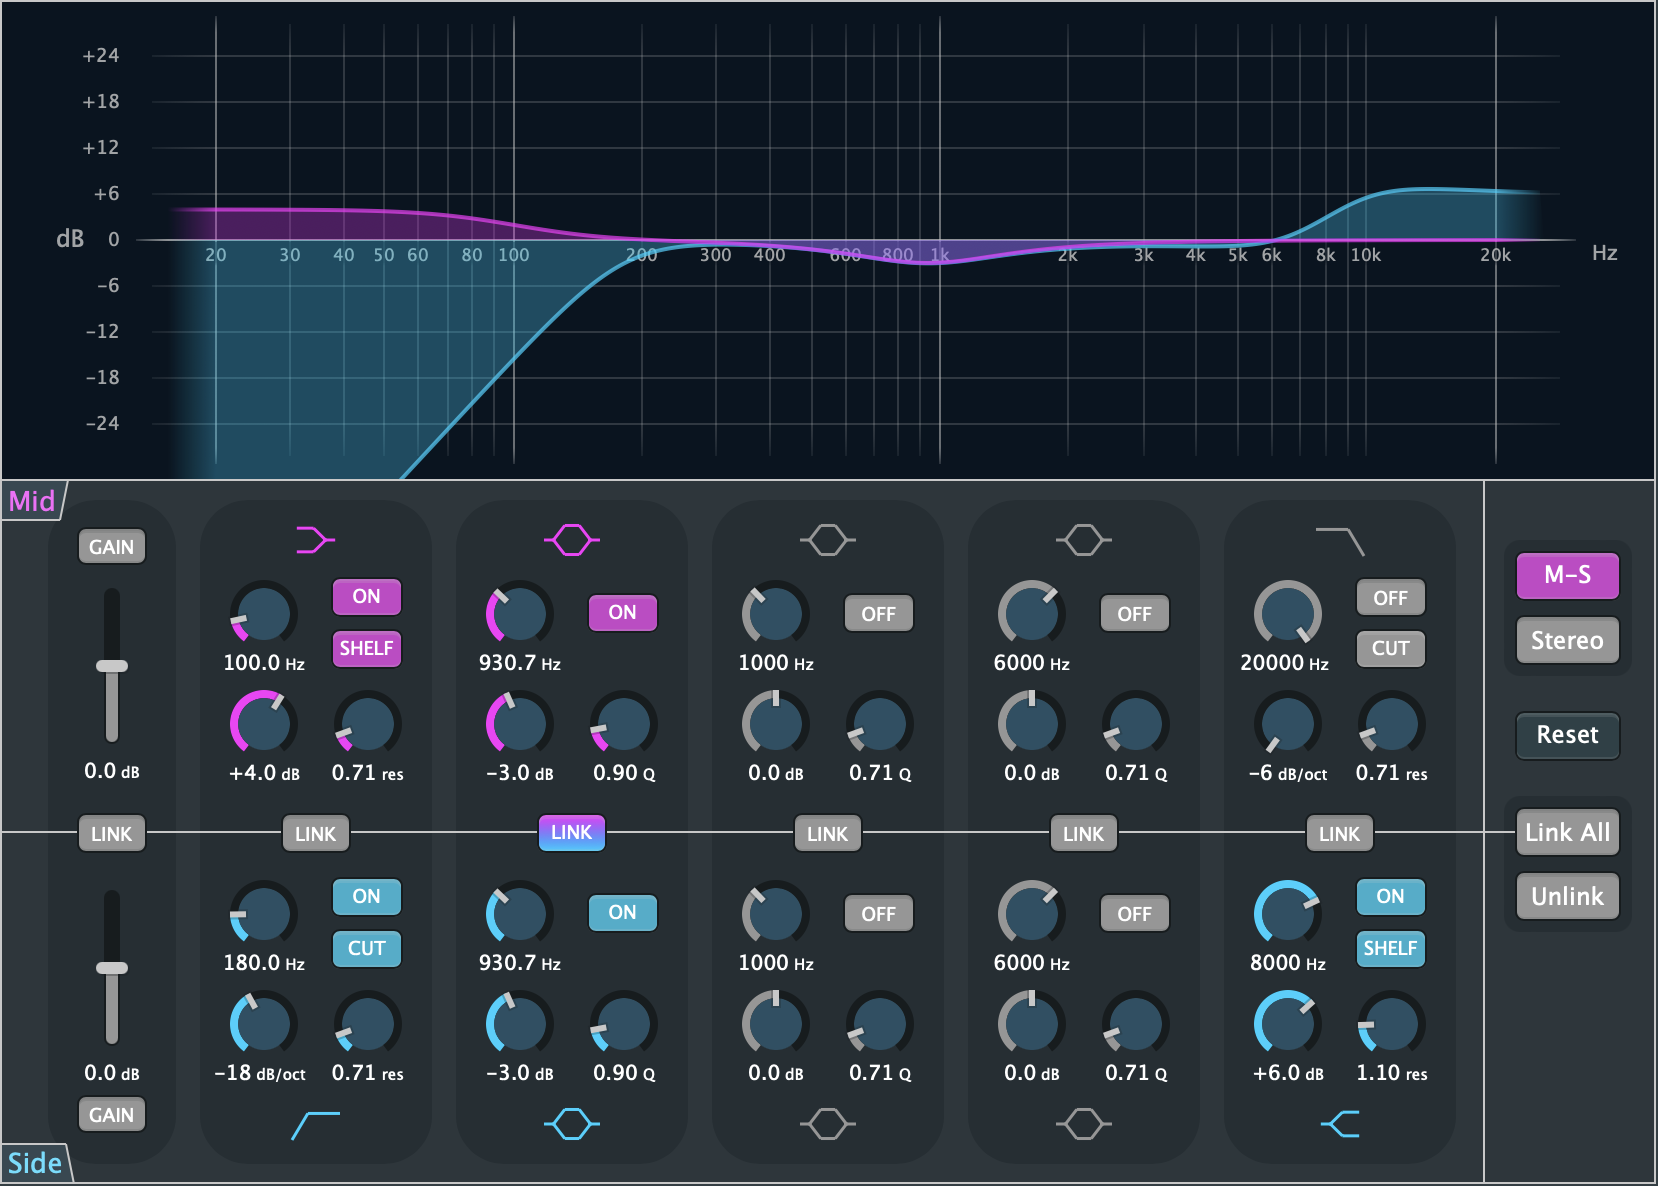 +24
+18
+12
+6
dB 0
20 30 40 50 60 80 100 200 300 400 600 800 1k 2k 3k 4k 5k 6k 8k 10k 20k Hz
-6
-12
-18
-24
Mid
GAIN
ON ON OFF OFF OFF M-S
SHELF CUT Stereo
100.0 Hz 930.7 Hz 1000 Hz 6000 Hz 20000 Hz
Reset
0.0 dB +4.0 dB 0.71 res -3.0 dB 0.90 Q 0.0 dB 0.71 Q 0.0 dB 0.71 Q -6 dB/oct 0.71 res
LINK LINK LINK LINK LINK LINK Link All
ON ON OFF OFF ON Unlink
CUT SHELF
180.0 Hz 930.7 Hz 1000 Hz 6000 Hz 8000 Hz
0.0 dB -18 dB/oct 0.71 res -3.0 dB 0.90 Q 0.0 dB 0.71 Q 0.0 dB 0.71 Q +6.0 dB 1.10 res
GAIN
Side